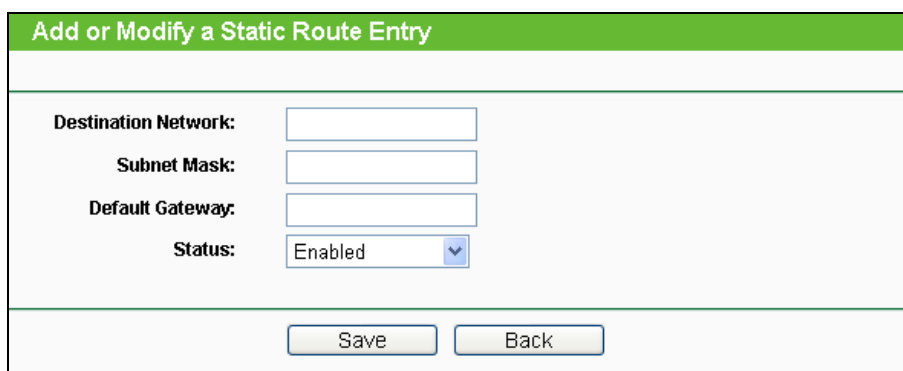 Add or Modify a Static Route Entry
Destination Network:
Subnet Mask:
Default Gateway:
Status: Enabled
Save Back